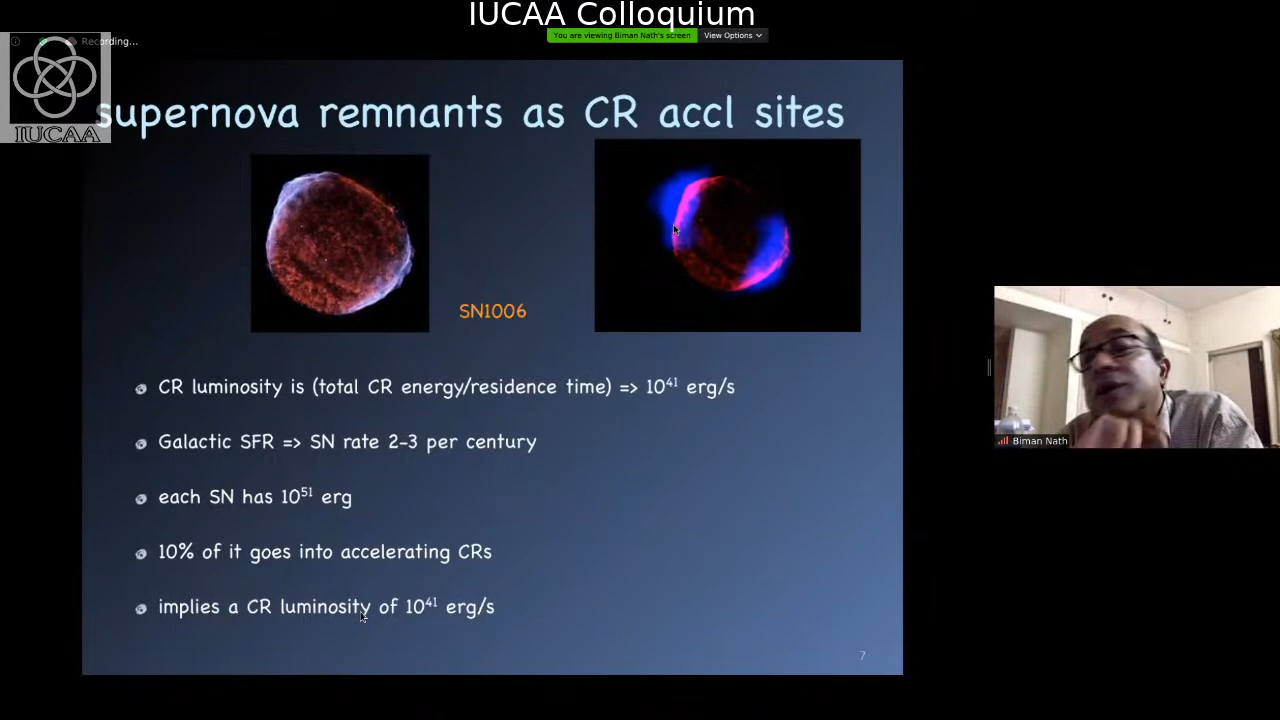 IUCAA Colloquium
You are viewing Biman Nath's screen View Options
Recording...
IUCAA
supernova remnants as CR accl sites
SN1006
CR luminosity is (total CR energy/residence time) => 10⁴¹ erg/s
Galactic SFR => SN rate 2-3 per century
each SN has 10⁵¹ erg
10% of it goes into accelerating CRs
implies a CR luminosity of 10⁴¹ erg/s
Biman Nath
7